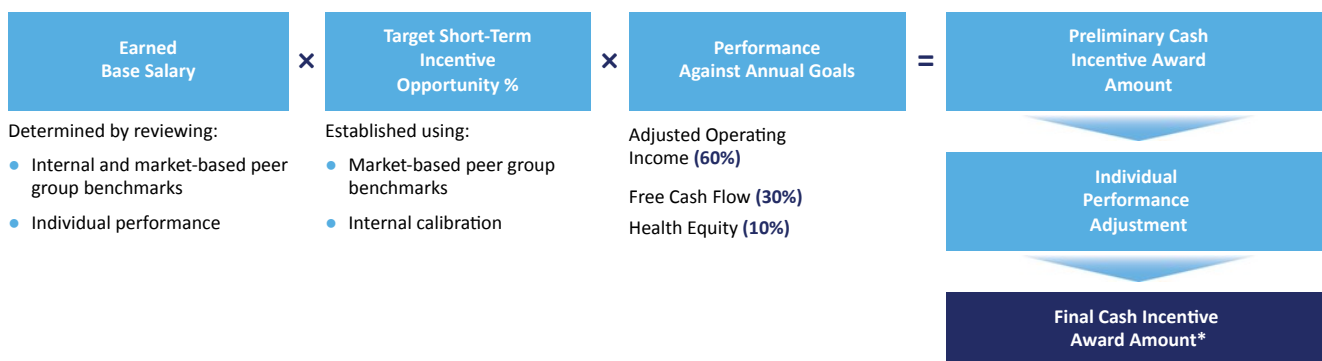 Earned
Base Salary
×
Target Short-Term
Incentive
Opportunity %
×
Performance
Against Annual Goals
=
Preliminary Cash
Incentive Award
Amount
Determined by reviewing:
● Internal and market-based peer
group benchmarks
● Individual performance
Established using:
● Market-based peer group
benchmarks
● Internal calibration
Adjusted Operating
Income (60%)
Free Cash Flow (30%)
Health Equity (10%)
Individual
Performance
Adjustment
Final Cash Incentive
Award Amount*